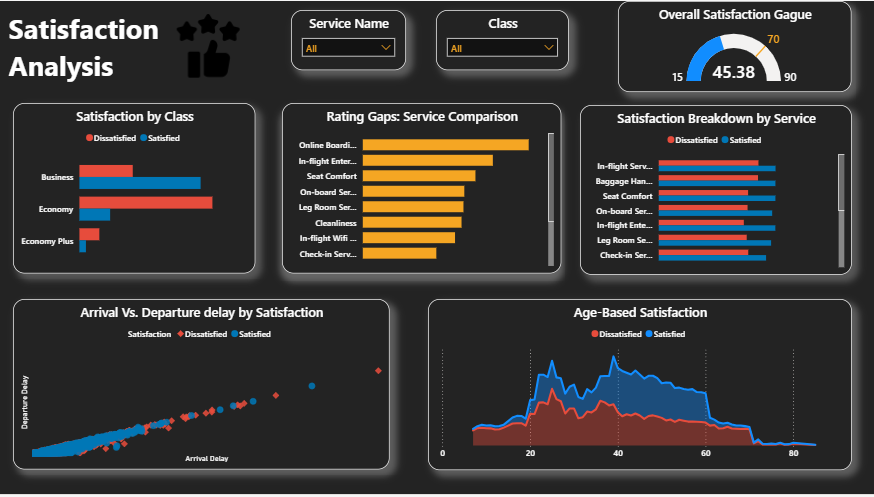 Satisfaction
Analysis
Service Name
All
Class
All
Overall Satisfaction Gague
70
15
45.38
90
Satisfaction by Class
Dissatisfied Satisfied
Business
Economy
Economy Plus
Rating Gaps: Service Comparison
Online Boardi...
In-flight Enter...
Seat Comfort
On-board Ser...
Leg Room Ser...
Cleanliness
In-flight Wifi ...
Check-in Serv...
Satisfaction Breakdown by Service
Dissatisfied Satisfied
In-flight Serv...
Baggage Han...
Seat Comfort
On-board Ser...
In-flight Ente...
Leg Room Se...
Check-in Ser...
Arrival Vs. Departure delay by Satisfaction
Satisfaction Dissatisfied Satisfied
Departure Delay
Arrival Delay
Age-Based Satisfaction
Dissatisfied Satisfied
0 20 40 60 80